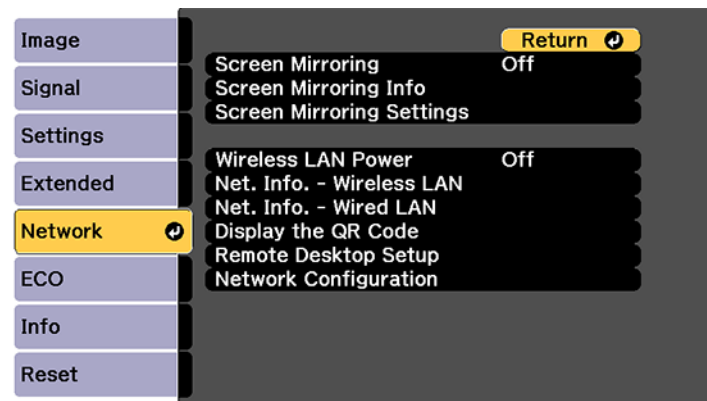 Image
Signal
Settings
Extended
Network
ECO
Info
Reset
Return
Screen Mirroring Off
Screen Mirroring Info
Screen Mirroring Settings
Wireless LAN Power Off
Net. Info. - Wireless LAN
Net. Info. - Wired LAN
Display the QR Code
Remote Desktop Setup
Network Configuration